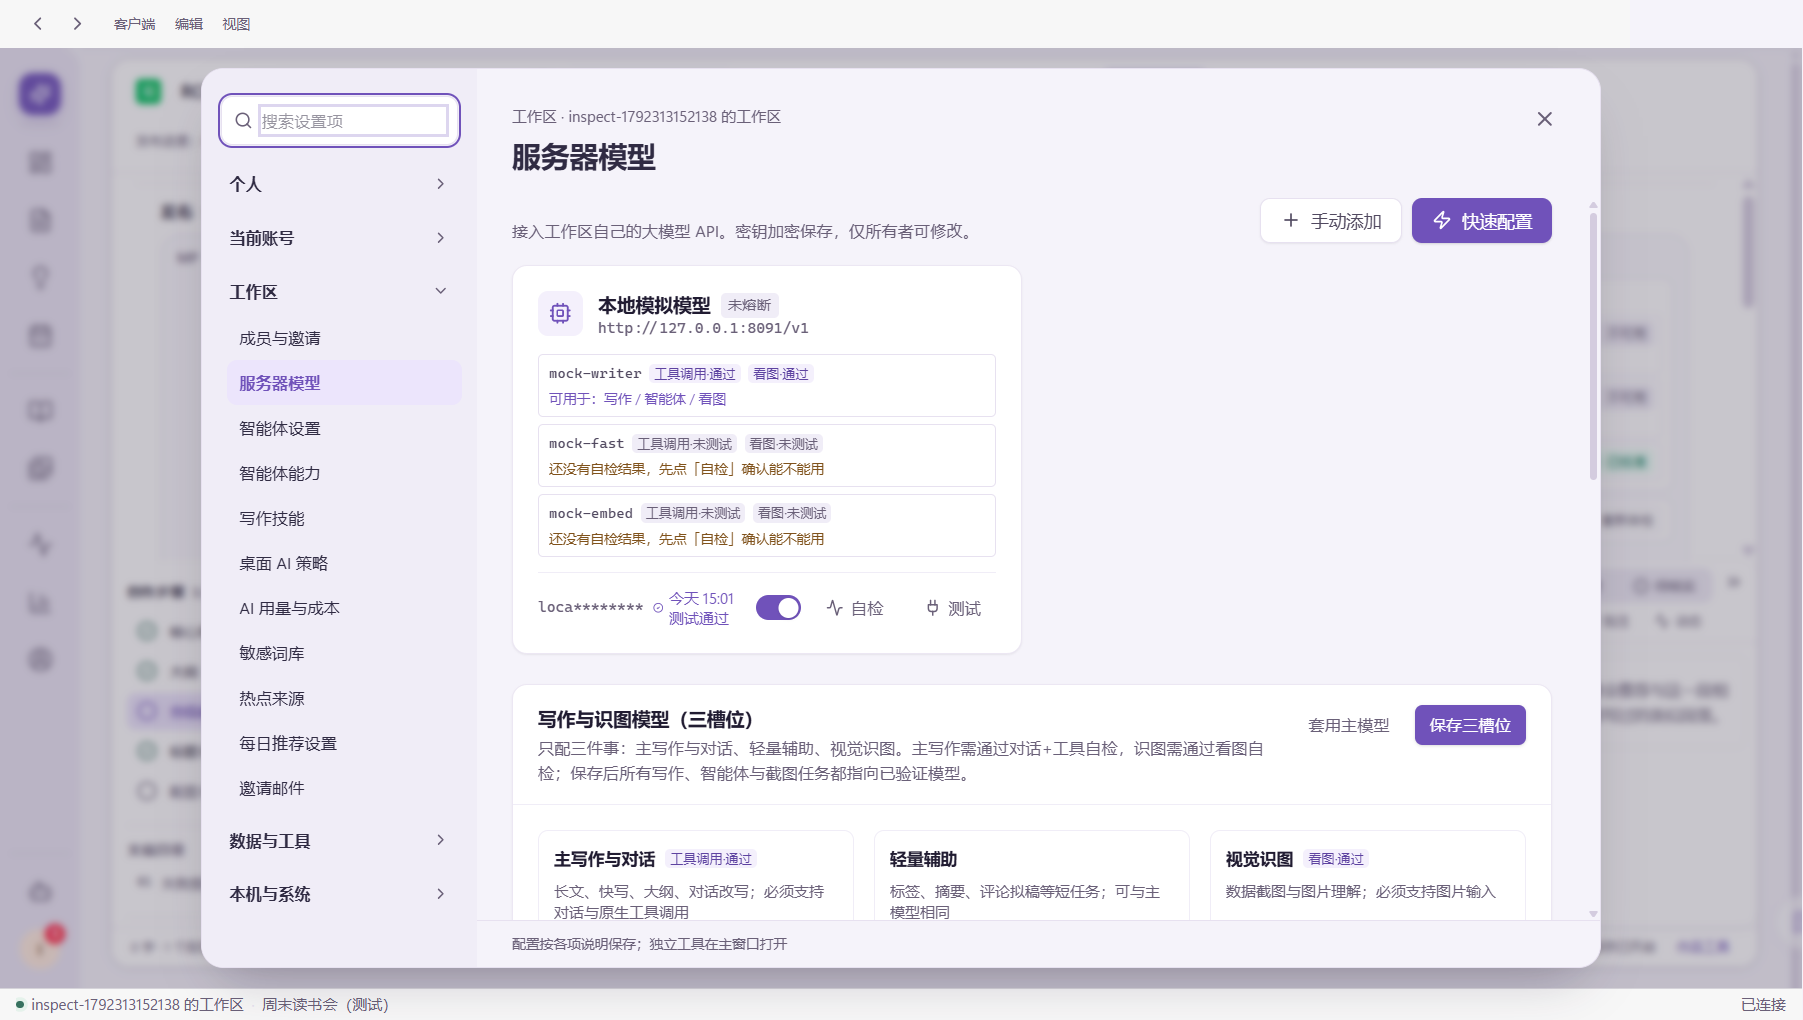 客户端 编辑 视图
搜索设置项
个人
当前账号
工作区
成员与邀请
服务器模型
智能体设置
智能体能力
写作技能
桌面 AI 策略
AI 用量与成本
敏感词库
热点来源
每日推荐设置
邀请邮件
数据与工具
本机与系统
工作区 · inspect-1792313152138 的工作区
服务器模型
接入工作区自己的大模型 API。密钥加密保存，仅所有者可修改。
手动添加
快速配置
本地模拟模型 未熔断
http://127.0.0.1:8091/v1
mock-writer 工具调用·通过 看图·通过
可用于：写作 / 智能体 / 看图
mock-fast 工具调用·未测试 看图·未测试
还没有自检结果，先点「自检」确认能不能用
mock-embed 工具调用·未测试 看图·未测试
还没有自检结果，先点「自检」确认能不能用
loca******** 今天 15:01
测试通过
自检 测试
写作与识图模型（三槽位）
只配三件事：主写作与对话、轻量辅助、视觉识图。主写作需通过对话+工具自检，识图需通过看图自
检；保存后所有写作、智能体与截图任务都指向已验证模型。
套用主模型 保存三槽位
主写作与对话 工具调用·通过
长文、快写、大纲、对话改写；必须支持
对话与原生工具调用
轻量辅助
标签、摘要、评论拟稿等短任务；可与主
模型相同
视觉识图 看图·通过
数据截图与图片理解；必须支持图片输入
配置按各项说明保存；独立工具在主窗口打开
inspect-1792313152138 的工作区 · 周末读书会（测试）
已连接